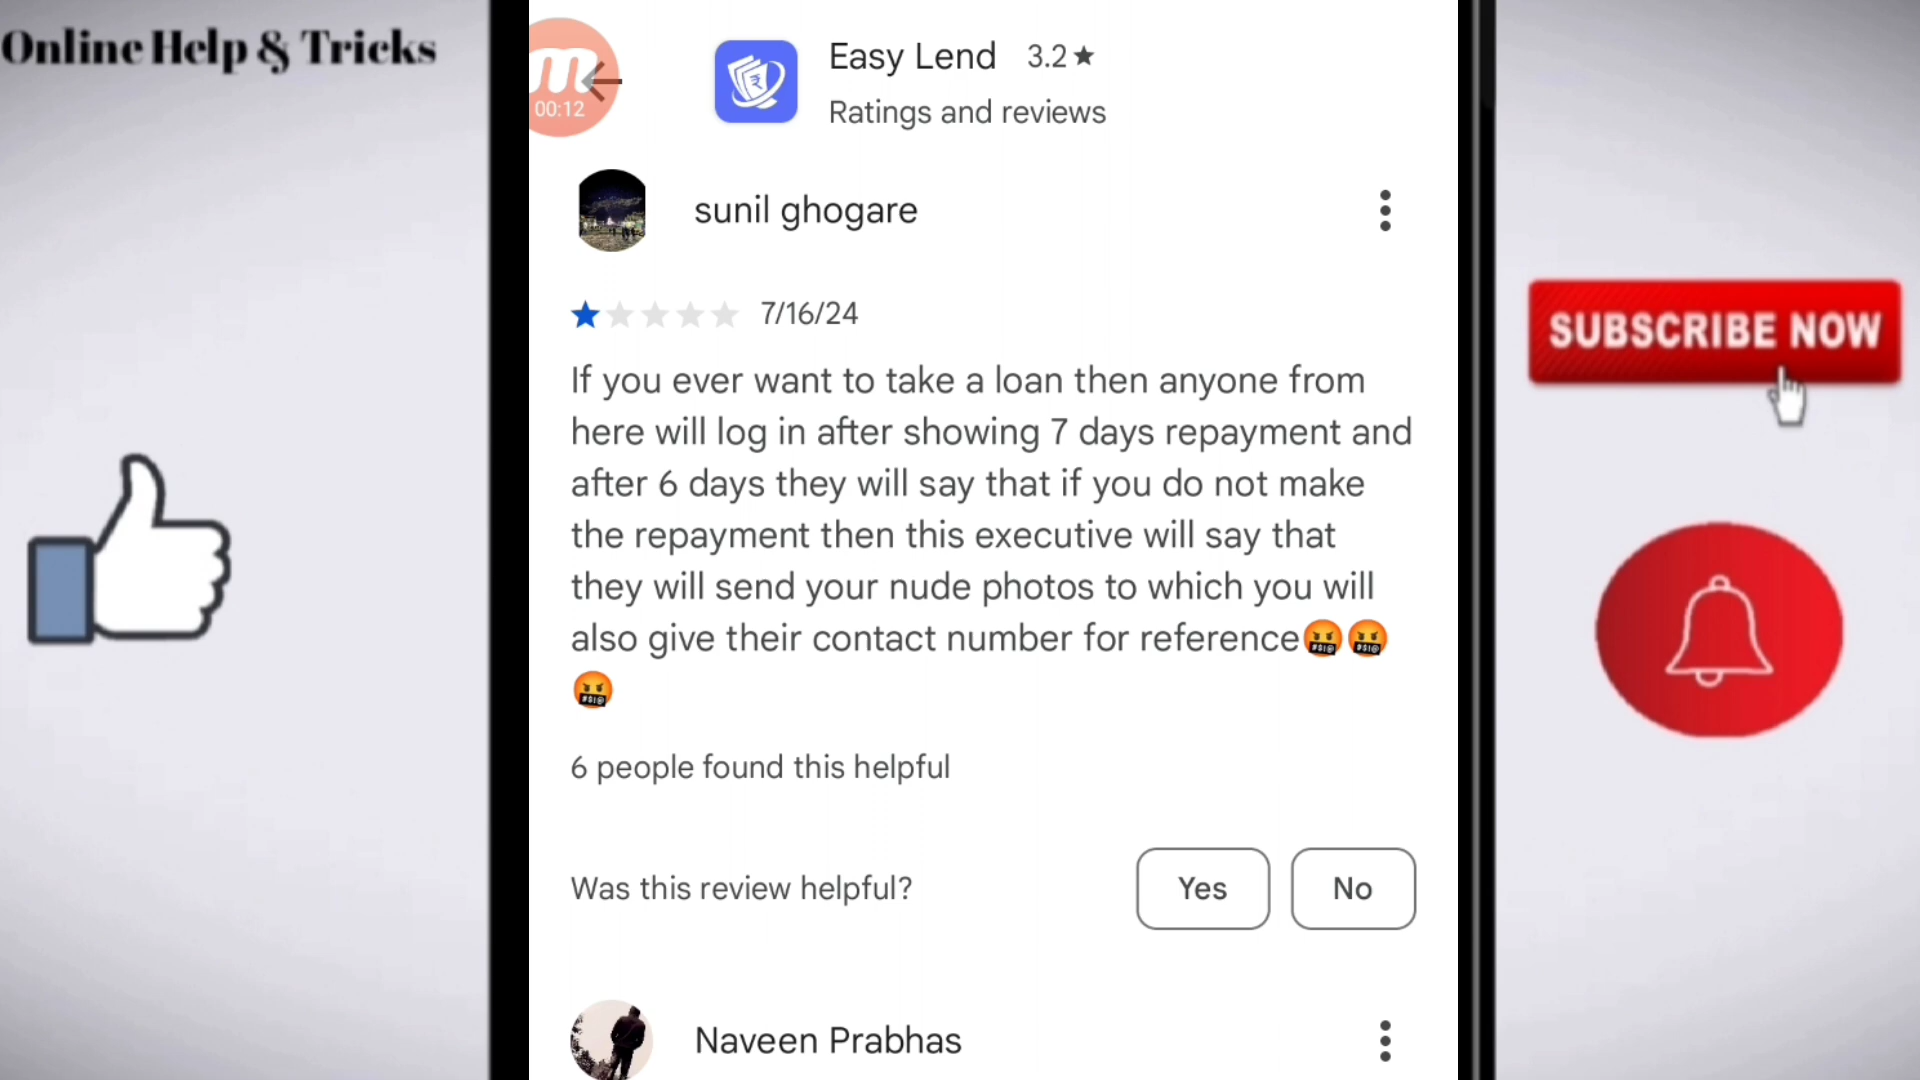 Online Help & Tricks
m
00:12
Easy Lend 3.2★
Ratings and reviews
sunil ghogare
7/16/24
If you ever want to take a loan then anyone from
here will log in after showing 7 days repayment and
after 6 days they will say that if you do not make
the repayment then this executive will say that
they will send your nude photos to which you will
also give their contact number for reference🤬🤬
🤬
6 people found this helpful
Was this review helpful?
Yes
No
Naveen Prabhas
SUBSCRIBE NOW